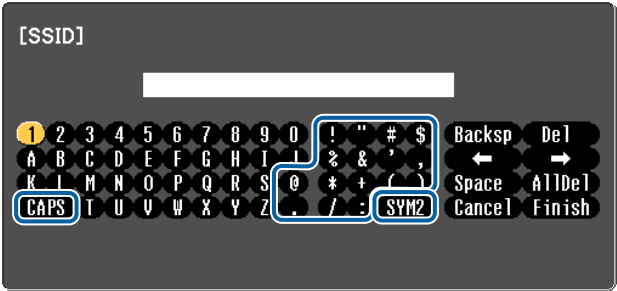 [SSID]
1 2 3 4 5 6 7 8 9 0 ! " # $ Backsp Del
A B C D E F G H I J % & ' , ← →
K L M N O P Q R S @ * + ( ) Space AllDel
CAPS T U V W X Y Z . / : SYM2 Cancel Finish